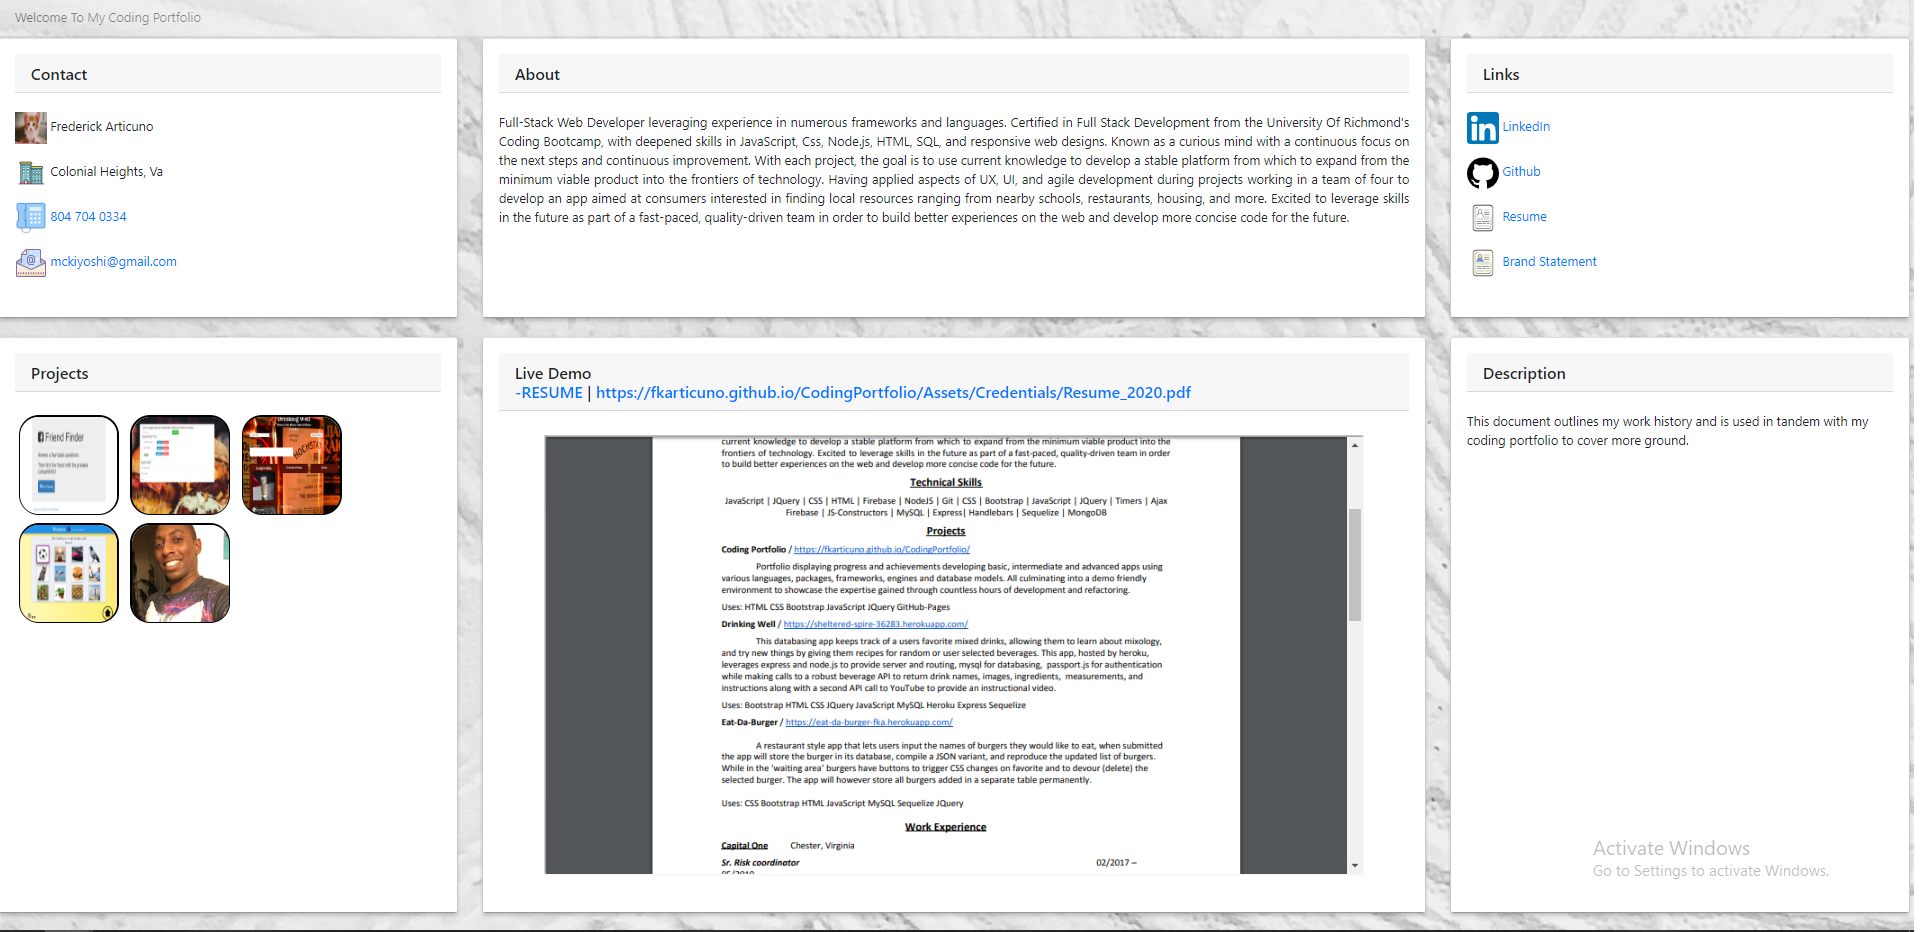 Welcome To My Coding Portfolio
Contact
Frederick Articuno
Colonial Heights, Va
804 704 0334
mckiyoshi@gmail.com
About
Full-Stack Web Developer leveraging experience in numerous frameworks and languages. Certified in Full Stack Development from the University Of Richmond's
Coding Bootcamp, with deepened skills in JavaScript, Css, Node.js, HTML, SQL, and responsive web designs. Known as a curious mind with a continuous focus on
the next steps and continuous improvement. With each project, the goal is to use current knowledge to develop a stable platform from which to expand from the
minimum viable product into the frontiers of technology. Having applied aspects of UX, UI, and agile development during projects working in a team of four to
develop an app aimed at consumers interested in finding local resources ranging from nearby schools, restaurants, housing, and more. Excited to leverage skills
in the future as part of a fast-paced, quality-driven team in order to build better experiences on the web and develop more concise code for the future.
Links
LinkedIn
Github
Resume
Brand Statement
Projects
Friend Finder
Drinking Well
Live Demo
-RESUME | https://fkarticuno.github.io/CodingPortfolio/Assets/Credentials/Resume_2020.pdf
current knowledge to develop a stable platform from which to expand from the minimum viable product into the
frontiers of technology. Excited to leverage skills in the future as part of a fast-paced, quality-driven team in order
to build better experiences on the web and develop more concise code for the future.
Technical Skills
JavaScript | JQuery | CSS | HTML | Firebase | NodeJS | Git | CSS | Bootstrap | JavaScript | JQuery | Timers | Ajax
Firebase | JS-Constructors | MySQL | Express| Handlebars | Sequelize | MongoDB
Projects
Coding Portfolio / https://fkarticuno.github.io/CodingPortfolio/
Portfolio displaying progress and achievements developing basic, intermediate and advanced apps using
various languages, packages, frameworks, engines and database models. All culminating into a demo friendly
environment to showcase the expertise gained through countless hours of development and refactoring.
Uses: HTML CSS Bootstrap JavaScript JQuery GitHub-Pages
Drinking Well / https://sheltered-spire-36283.herokuapp.com/
This databasing app keeps track of a users favorite mixed drinks, allowing them to learn about mixology,
and try new things by giving them recipes for random or user selected beverages. This app, hosted by heroku,
leverages express and node.js to provide server and routing, mysql for databasing, passport.js for authentication
while making calls to a robust beverage API to return drink names, images, ingredients, measurements, and
instructions along with a second API call to YouTube to provide an instructional video.
Uses: Bootstrap HTML CSS JQuery JavaScript MySQL Heroku Express Sequelize
Eat-Da-Burger / https://eat-da-burger-fka.herokuapp.com/
A restaurant style app that lets users input the names of burgers they would like to eat, when submitted
the app will store the burger in its database, compile a JSON variant, and reproduce the updated list of burgers.
While in the 'waiting area' burgers have buttons to trigger CSS changes on favorite and to devour (delete) the
selected burger. The app will however store all burgers added in a separate table permanently.
Uses: CSS Bootstrap HTML JavaScript MySQL Sequelize JQuery
Work Experience
Capital One Chester, Virginia
Sr. Risk coordinator 02/2017 –
Description
This document outlines my work history and is used in tandem with my
coding portfolio to cover more ground.
Activate Windows
Go to Settings to activate Windows.